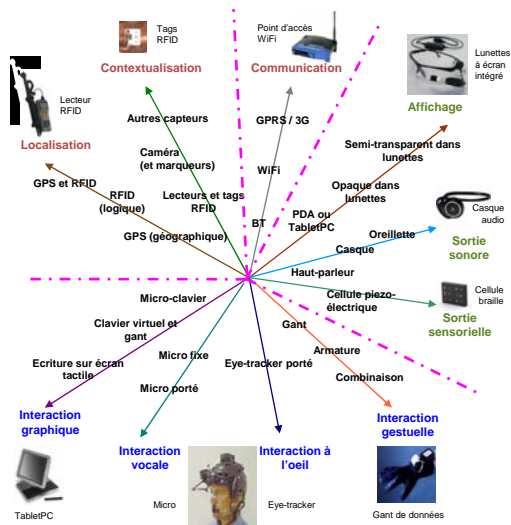 Tags
RFID
Point d'accès
WiFi
Lunettes
à écran
intégré
Contextualisation
Communication
Affichage
Lecteur
RFID
Localisation
Autres capteurs
GPRS / 3G
Semi-transparent dans
lunettes
Caméra
(et marqueurs)
WiFi
Opaque dans
lunettes
GPS et RFID
RFID
(logique)
Lecteurs et tags
RFID
BT
PDA ou
TabletPC
Casque
audio
GPS (géographique)
Oreillette
Casque
Sortie
sonore
Haut-parleur
Cellule
braille
Cellule piezo-
électrique
Sortie
sensorielle
Micro-clavier
Clavier virtuel et
gant
Gant
Micro fixe
Eye-tracker porté
Armature
Ecriture sur écran
tactile
Micro porté
Combinaison
Interaction
graphique
Interaction
vocale
Interaction à
l'oeil
Interaction
gestuelle
TabletPC
Micro
Eye-tracker
Gant de données